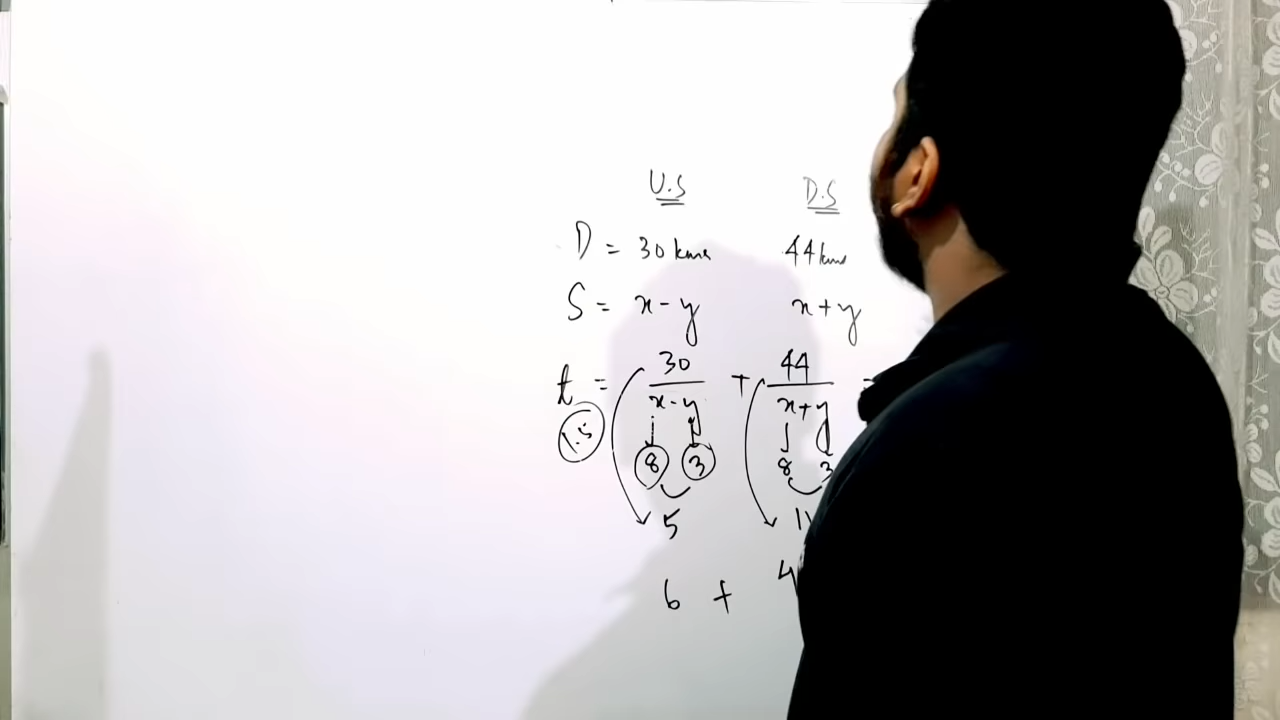 U.S D.S
D = 30 kms 44 kms
S = x - y x + y
t = 30 / x - y + 44 / x + y =
1.5
8 3 8 3
5 11
6 + 4